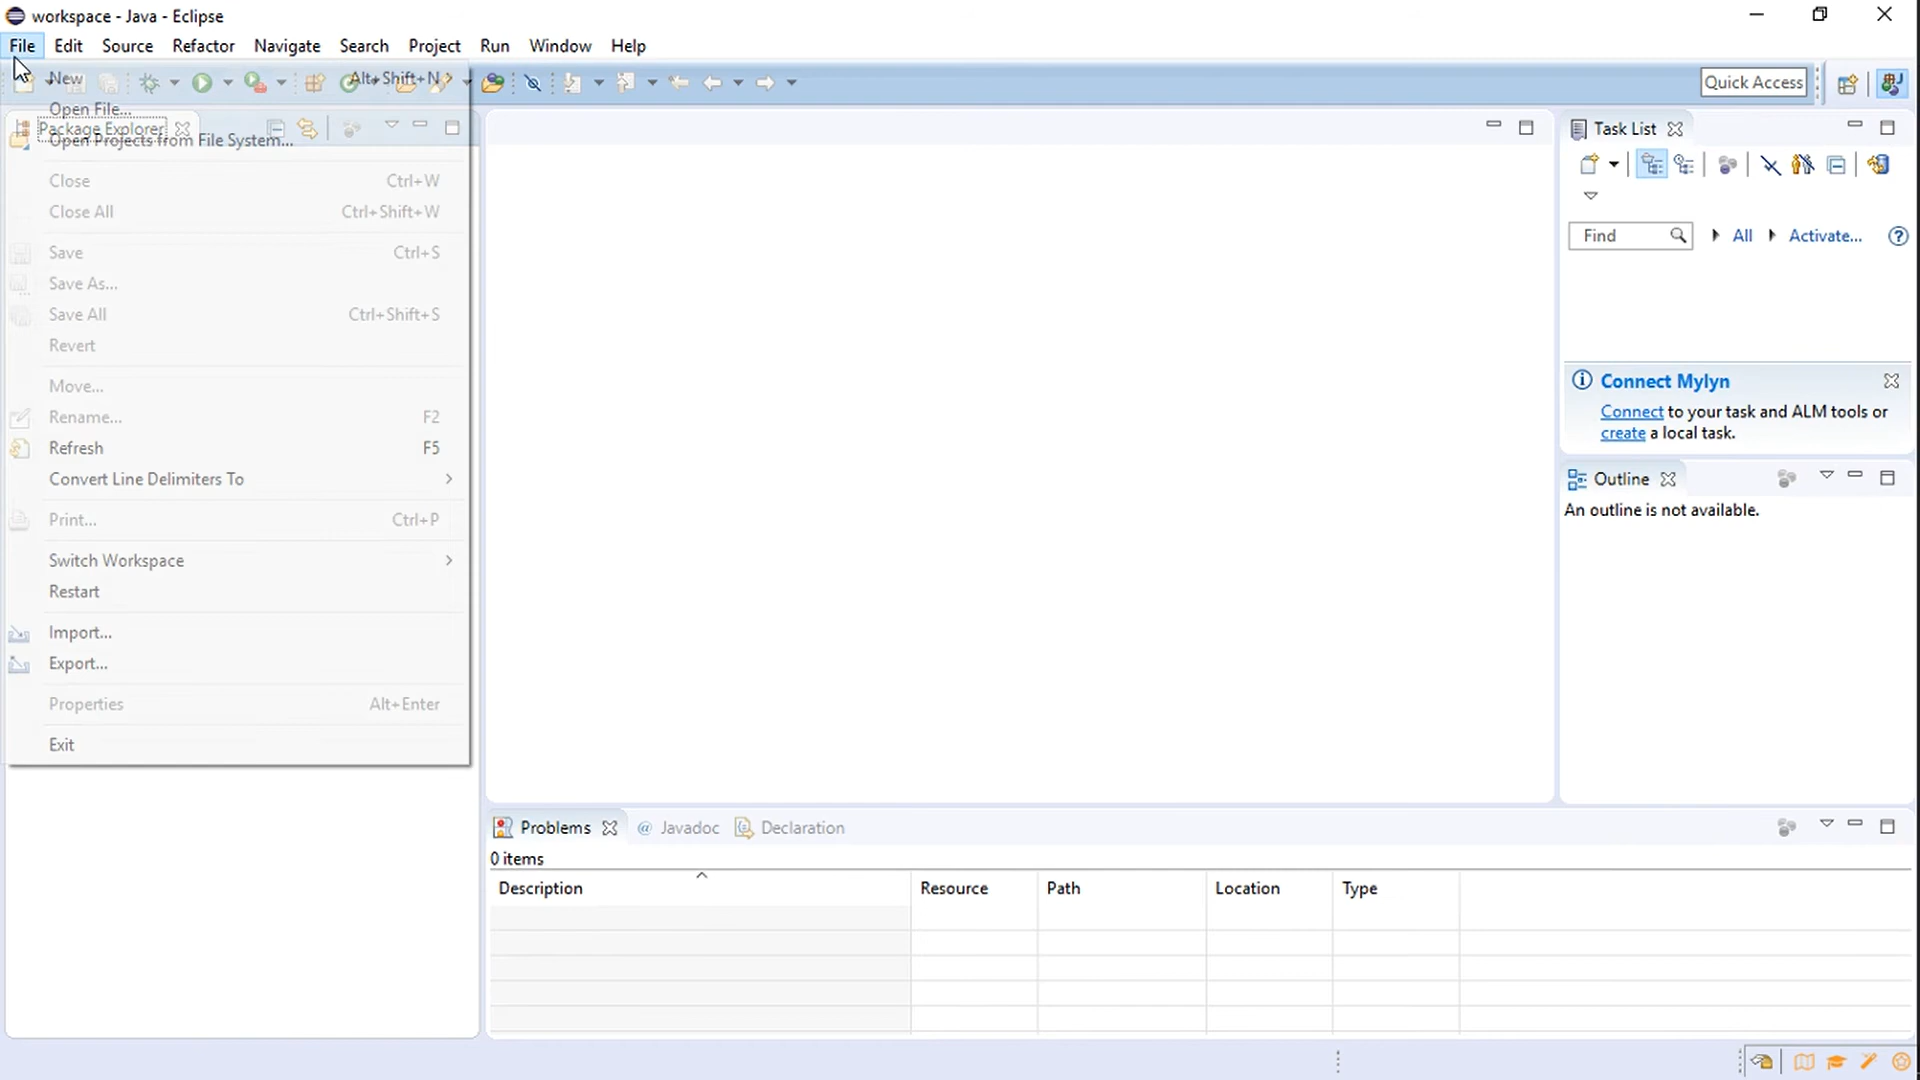 workspace - Java - Eclipse
File Edit Source Refactor Navigate Search Project Run Window Help
New Alt+Shift+N
Quick Access
Open File...
Package Explorer
Open Projects from File System...
Close Ctrl+W
Close All Ctrl+Shift+W
Save Ctrl+S
Save As...
Save All Ctrl+Shift+S
Revert
Move...
Rename... F2
Refresh F5
Convert Line Delimiters To
Print... Ctrl+P
Switch Workspace
Restart
Import...
Export...
Properties Alt+Enter
Exit
Task List
Find All Activate...
Connect Mylyn
Connect to your task and ALM tools or
create a local task.
Outline
An outline is not available.
Problems @ Javadoc Declaration
0 items
Description Resource Path Location Type